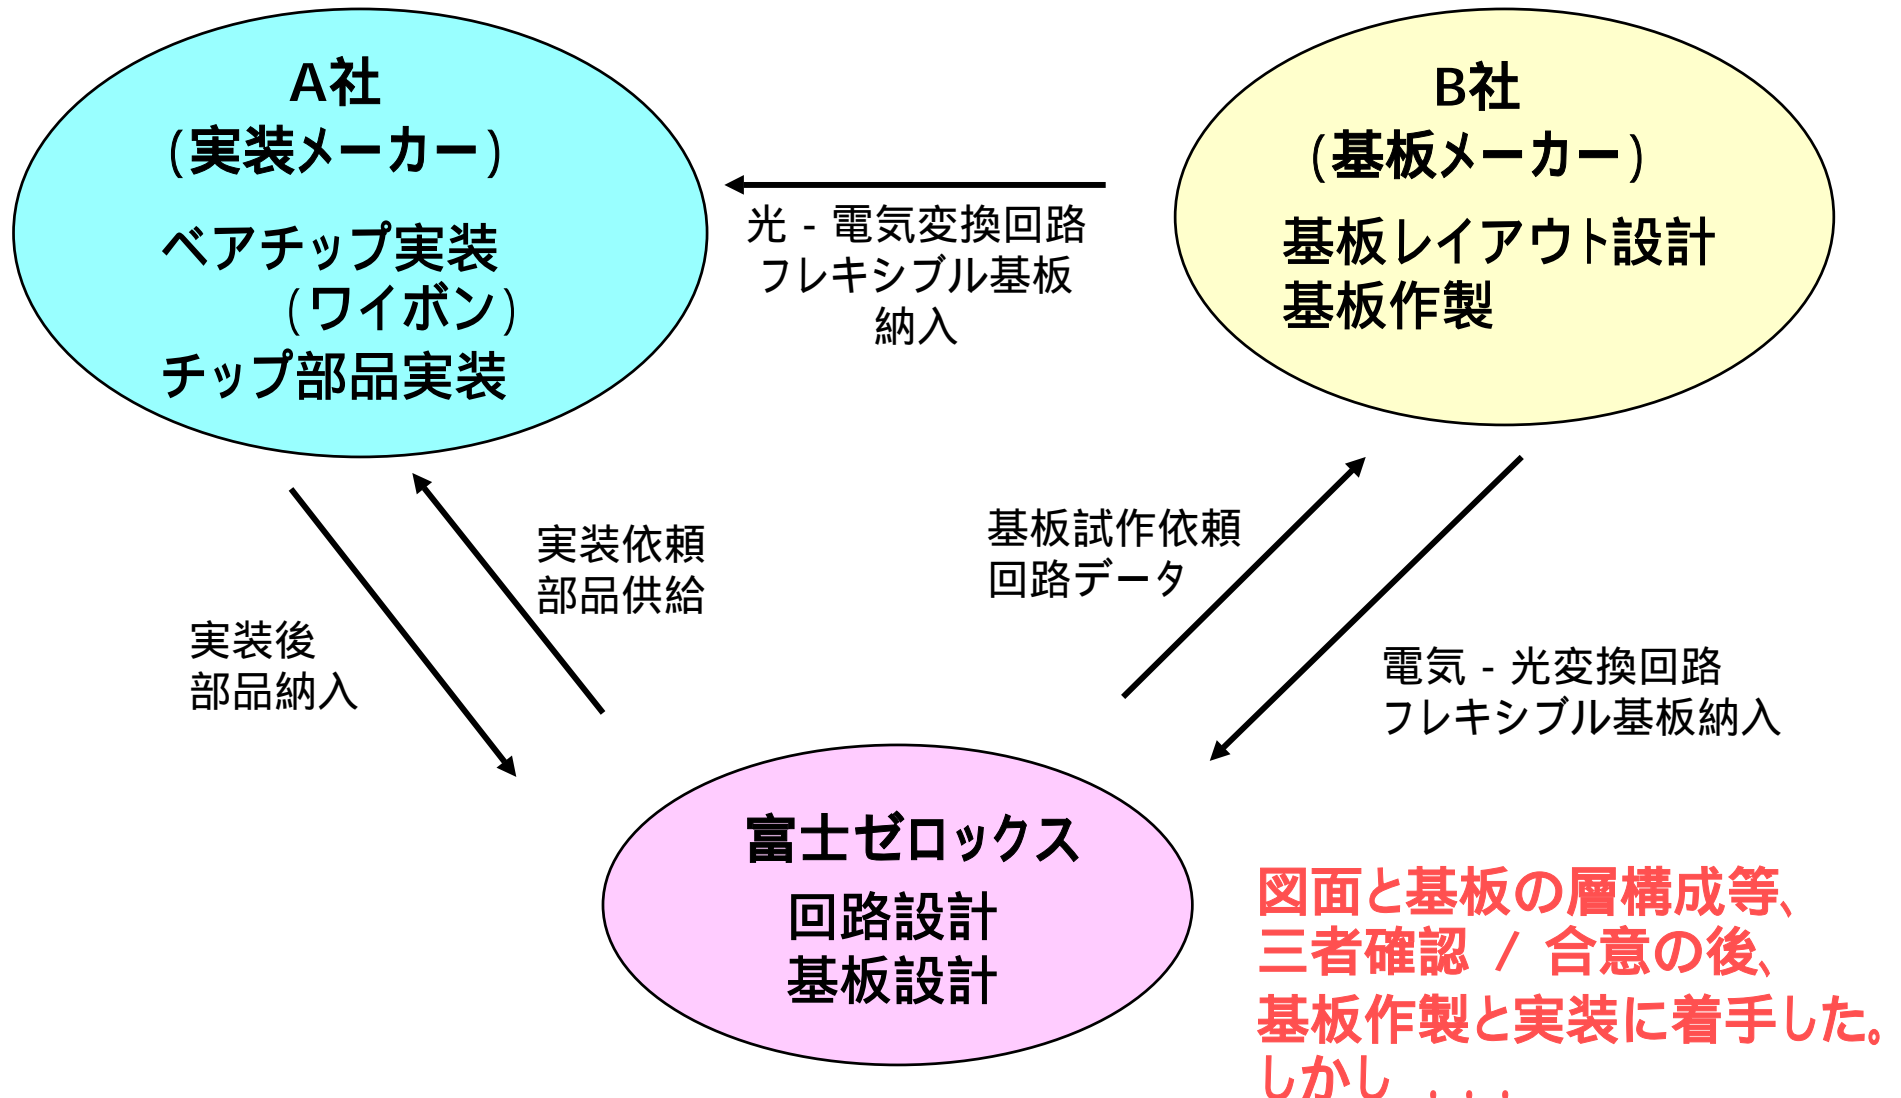 A社
(実装メーカー)
ベアチップ実装
(ワイボン)
チップ部品実装
B社
(基板メーカー)
基板レイアウト設計
基板作製
光 - 電気変換回路
フレキシブル基板
納入
実装依頼
部品供給
実装後
部品納入
基板試作依頼
回路データ
電気 - 光変換回路
フレキシブル基板納入
富士ゼロックス
回路設計
基板設計
図面と基板の層構成等、
三者確認 / 合意の後、
基板作製と実装に着手した。
しかし ...